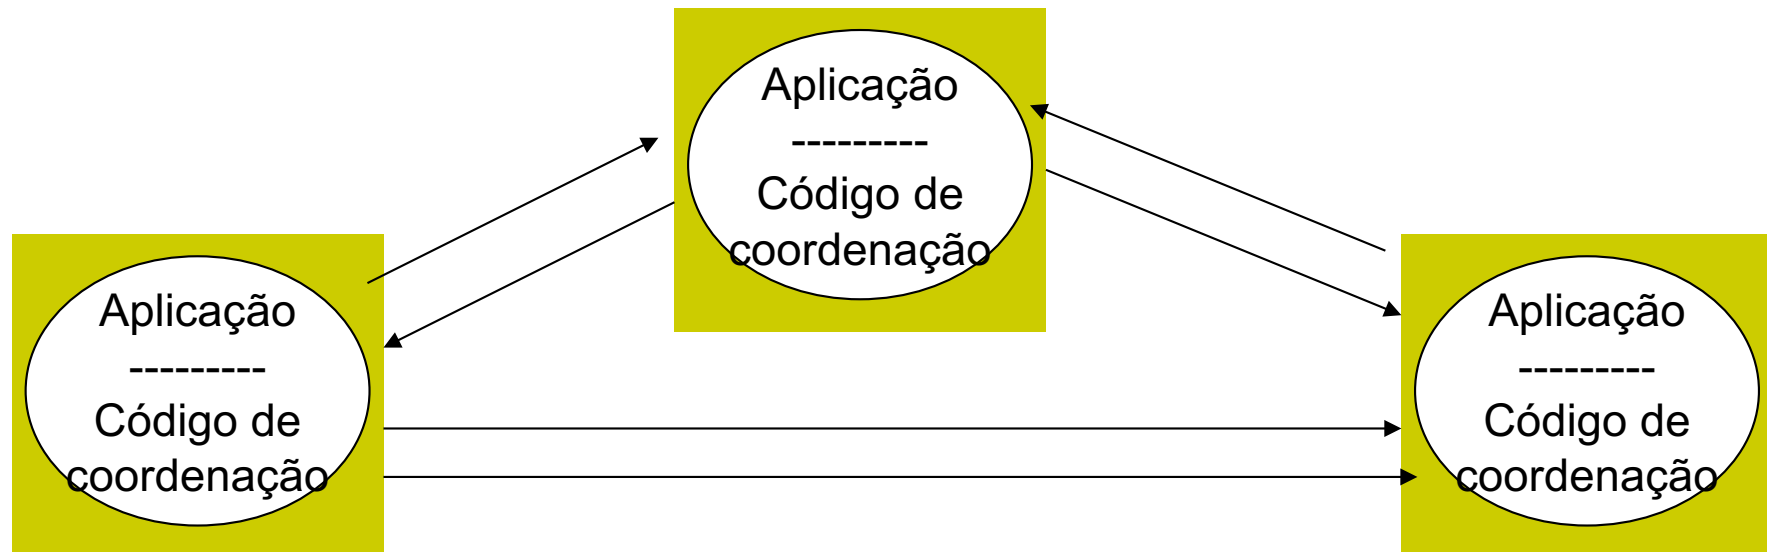 Aplicação
---------
Código de
coordenação
Aplicação
---------
Código de
coordenação
Aplicação
---------
Código de
coordenação